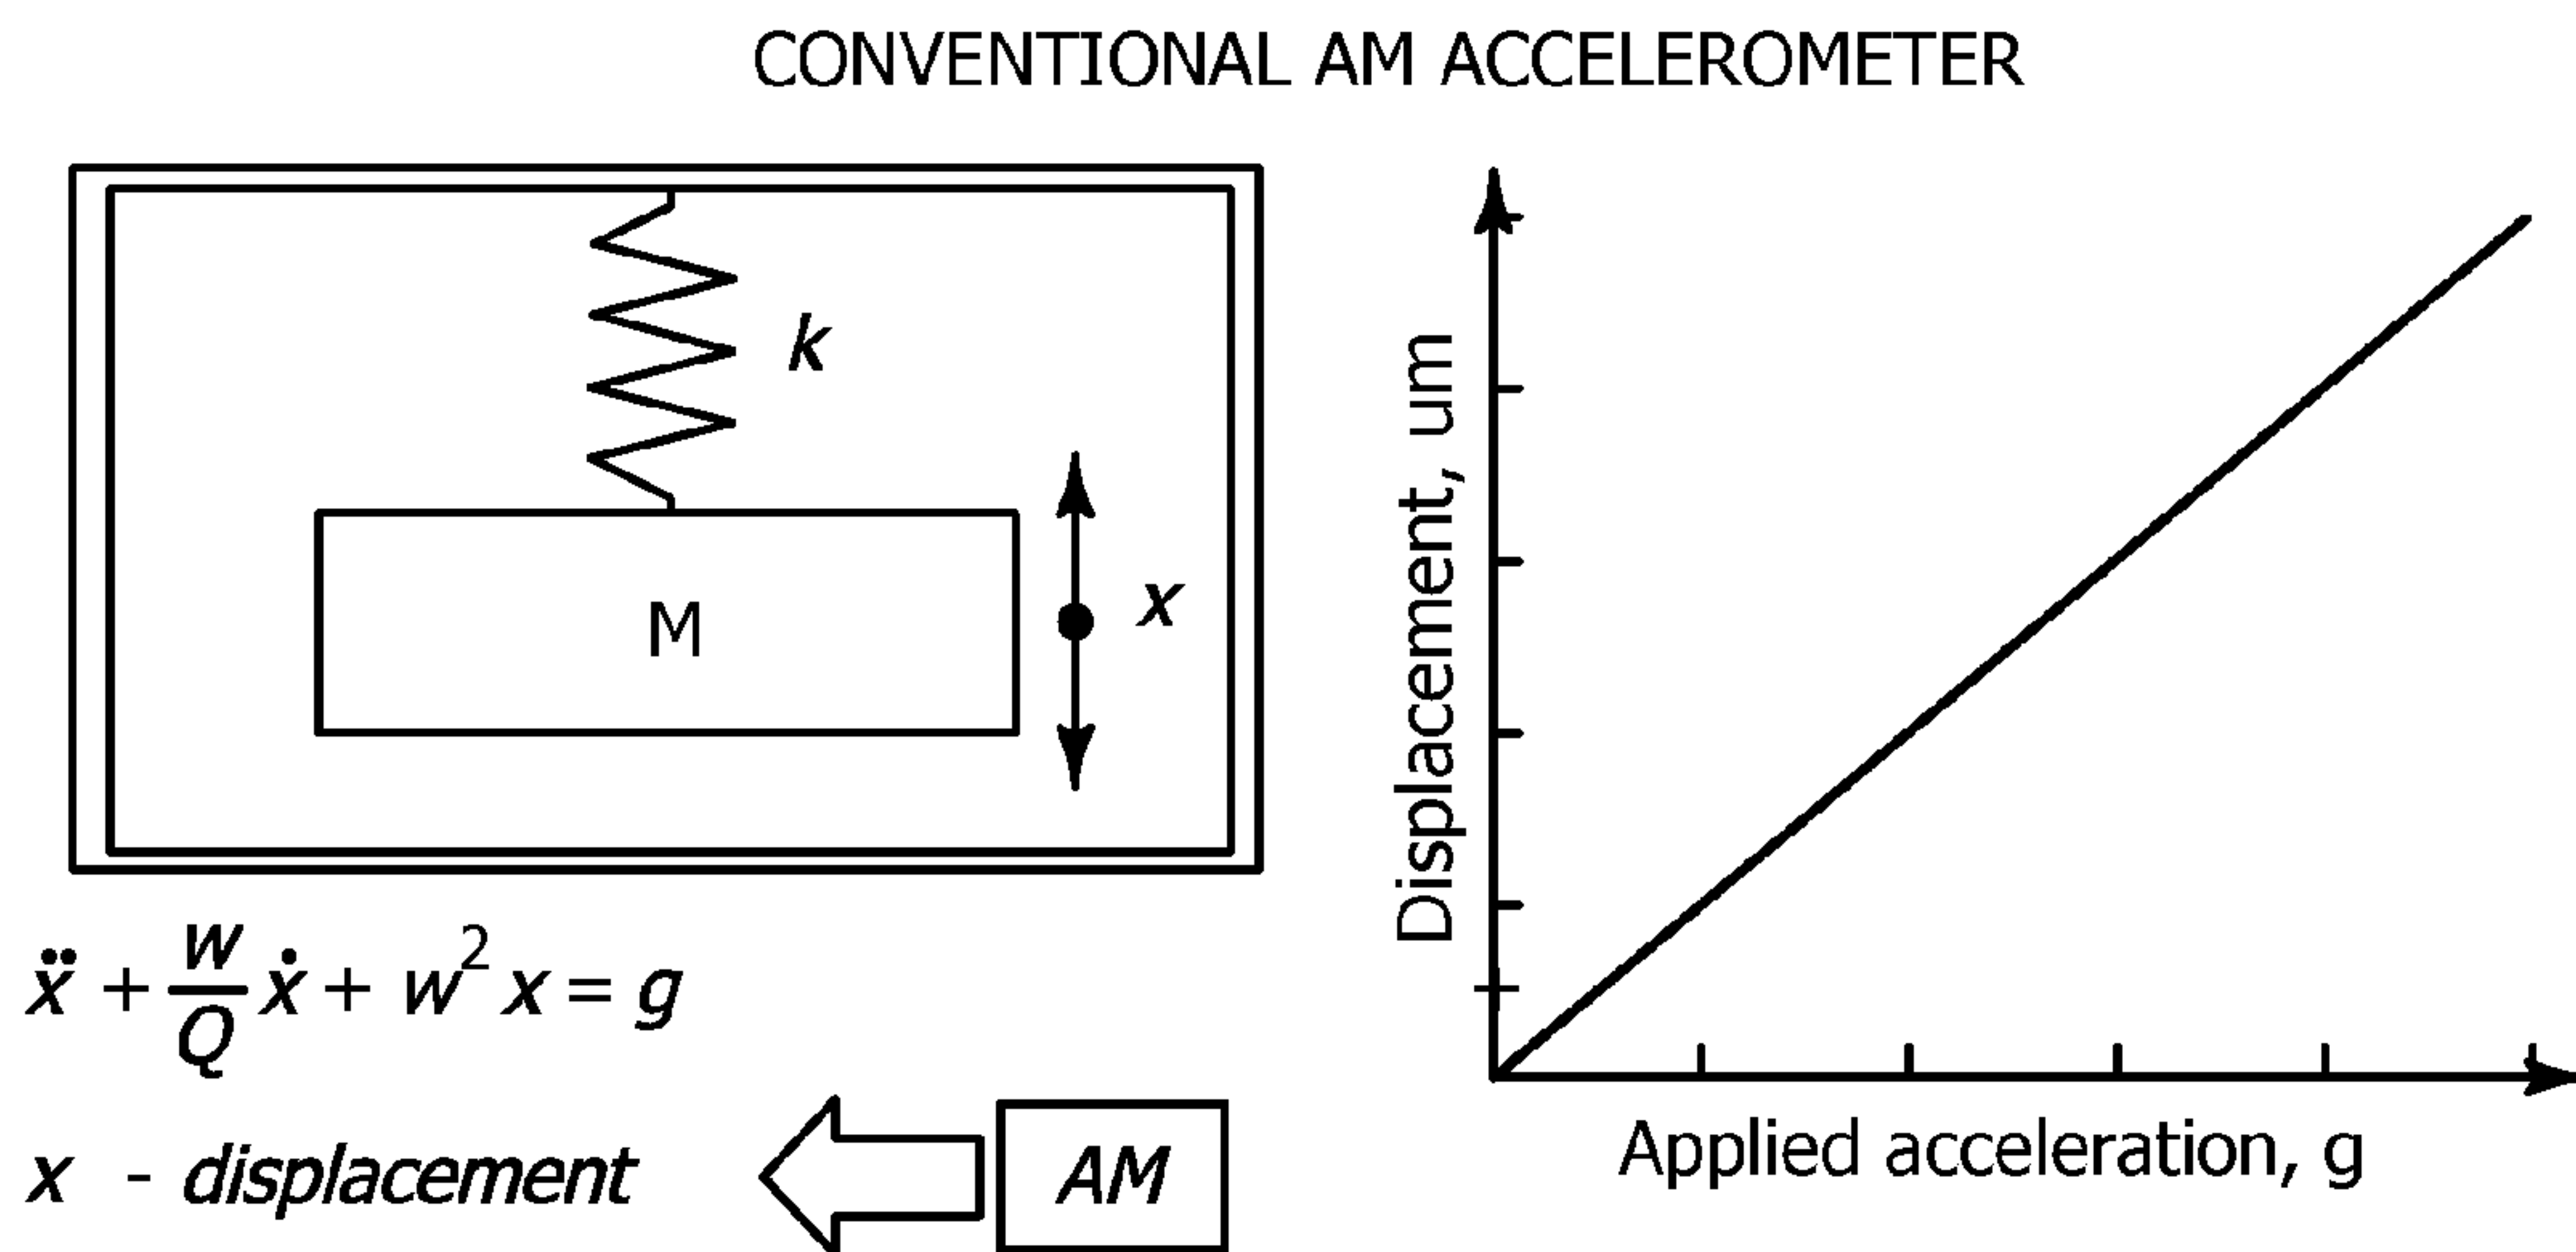 CONVENTIONAL AM ACCELEROMETER
k
M
x
ẍ + w/Q ẋ + w² x = g
x - displacement
AM
Displacement, um
Applied acceleration, g